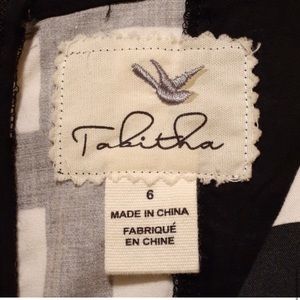 Tabitha
6
MADE IN CHINA
FABRIQUÉ
EN CHINE